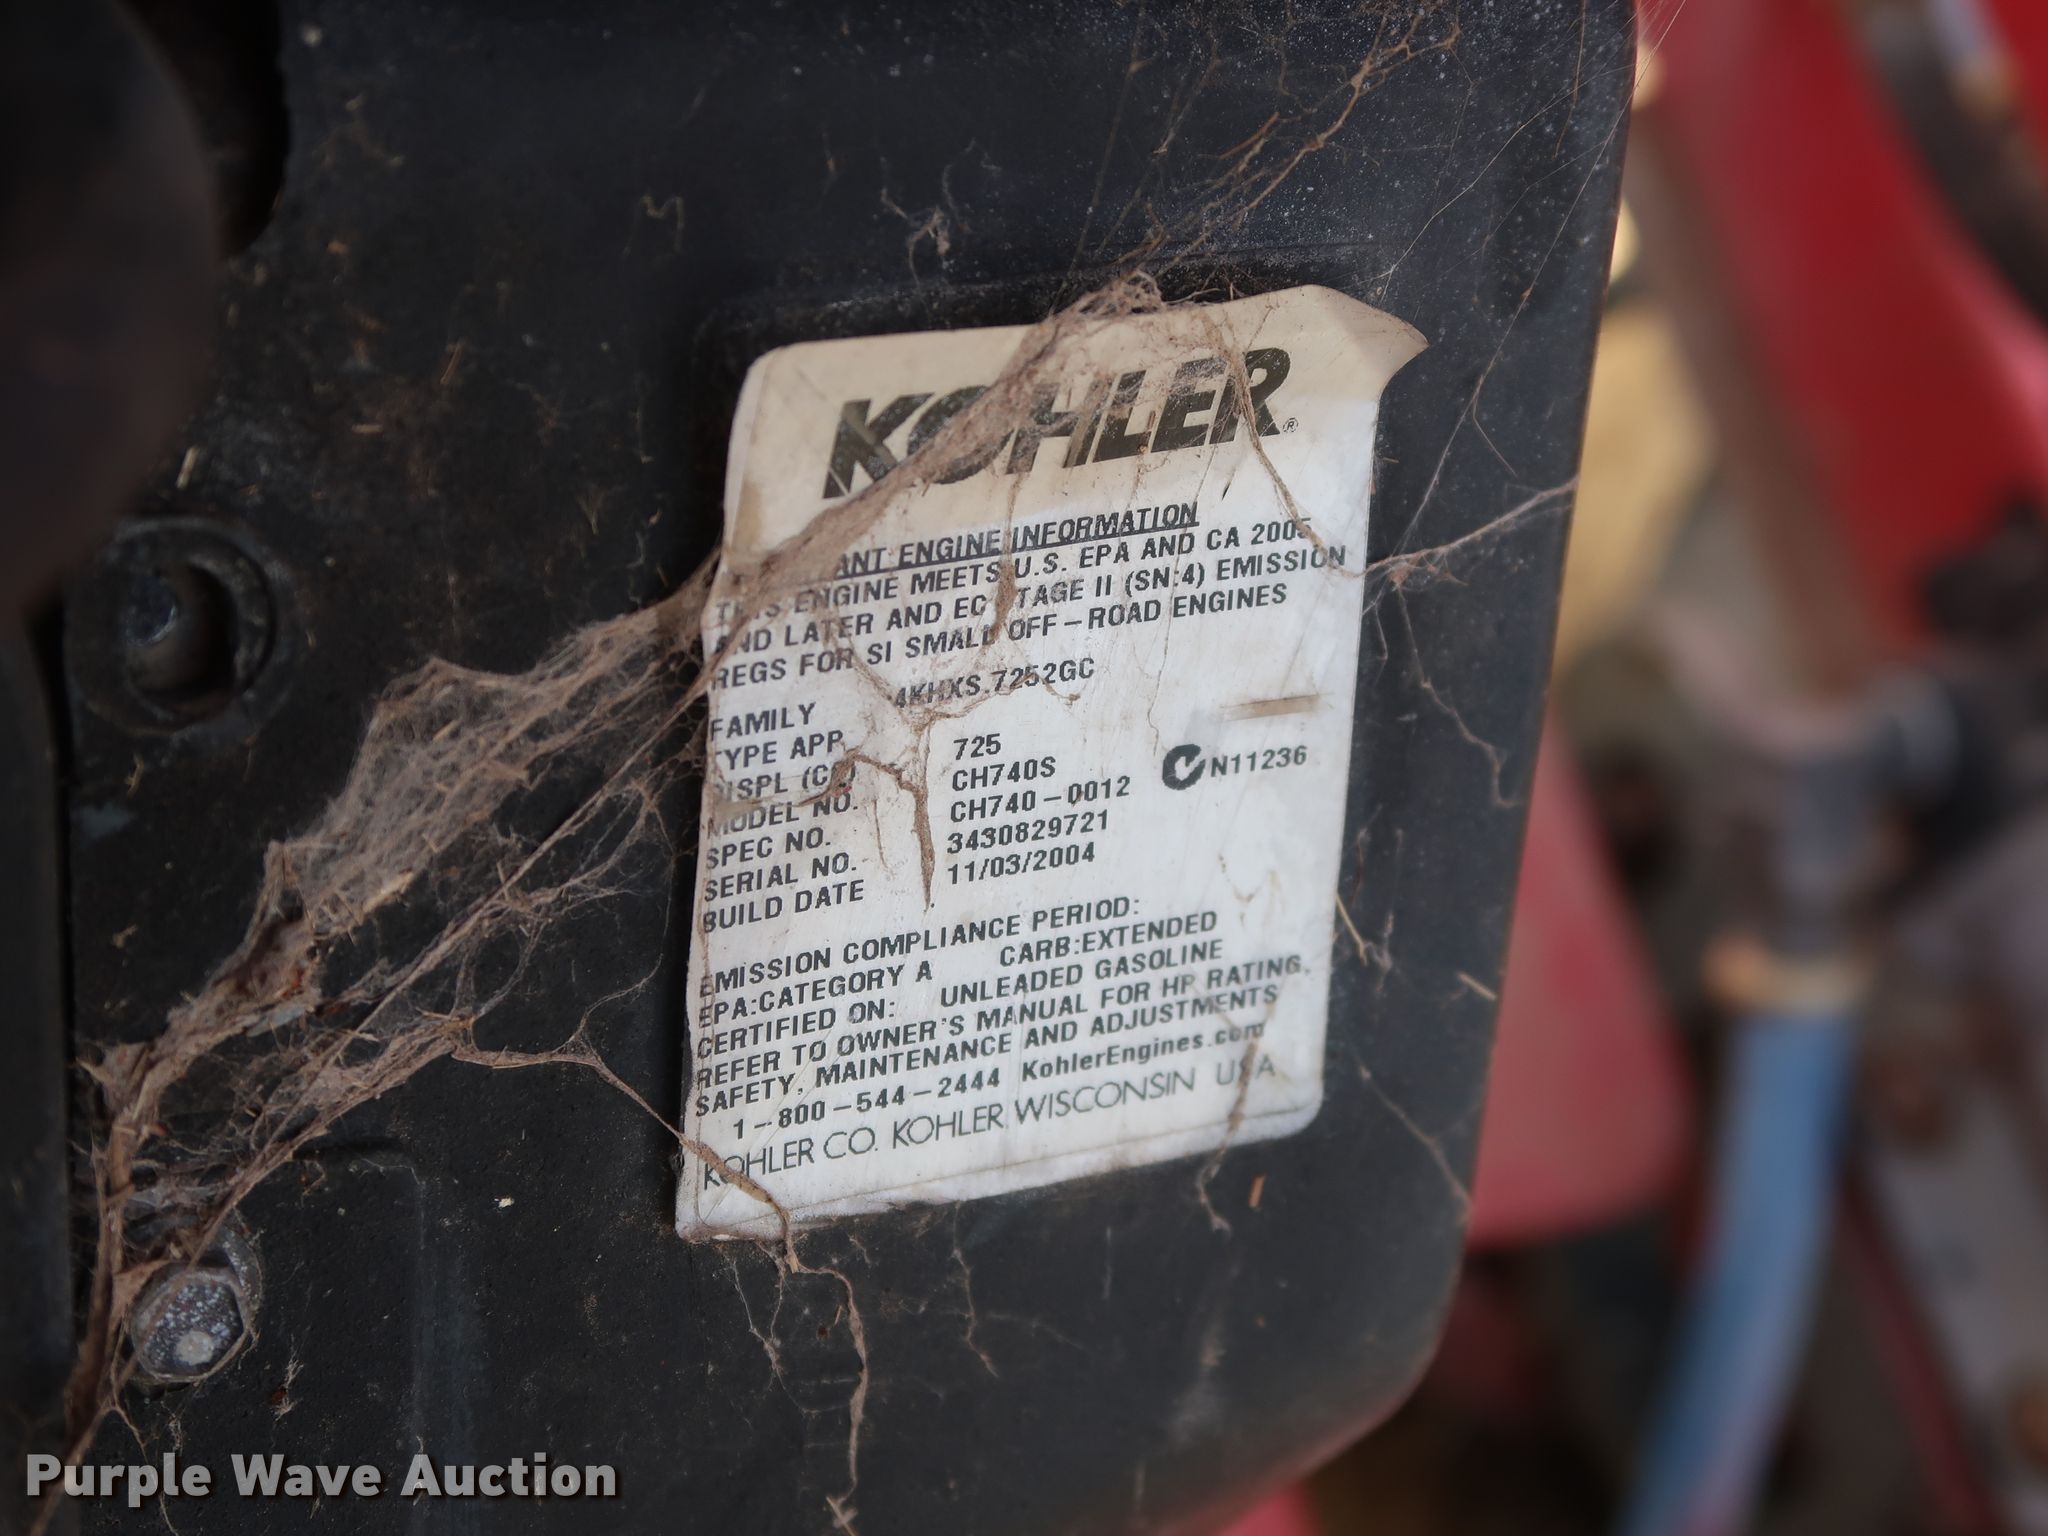 KOHLER®
ANT ENGINE INFORMATION
THIS ENGINE MEETS U.S. EPA AND CA 2005
AND LATER AND EC STAGE II (SN:4) EMISSION
REGS FOR SI SMALL OFF-ROAD ENGINES
FAMILY 4KHXS.7252GC
TYPE APP
DISPL (CC) 725
MODEL NO. CH740S
SPEC NO. CH740-0012
SERIAL NO. 3430829721
BUILD DATE 11/03/2004
N11236
EMISSION COMPLIANCE PERIOD:
EPA:CATEGORY A CARB:EXTENDED
CERTIFIED ON: UNLEADED GASOLINE
REFER TO OWNER'S MANUAL FOR HP RATING,
SAFETY, MAINTENANCE AND ADJUSTMENTS
1-800-544-2444 KohlerEngines.com
KOHLER CO. KOHLER, WISCONSIN USA
Purple Wave Auction